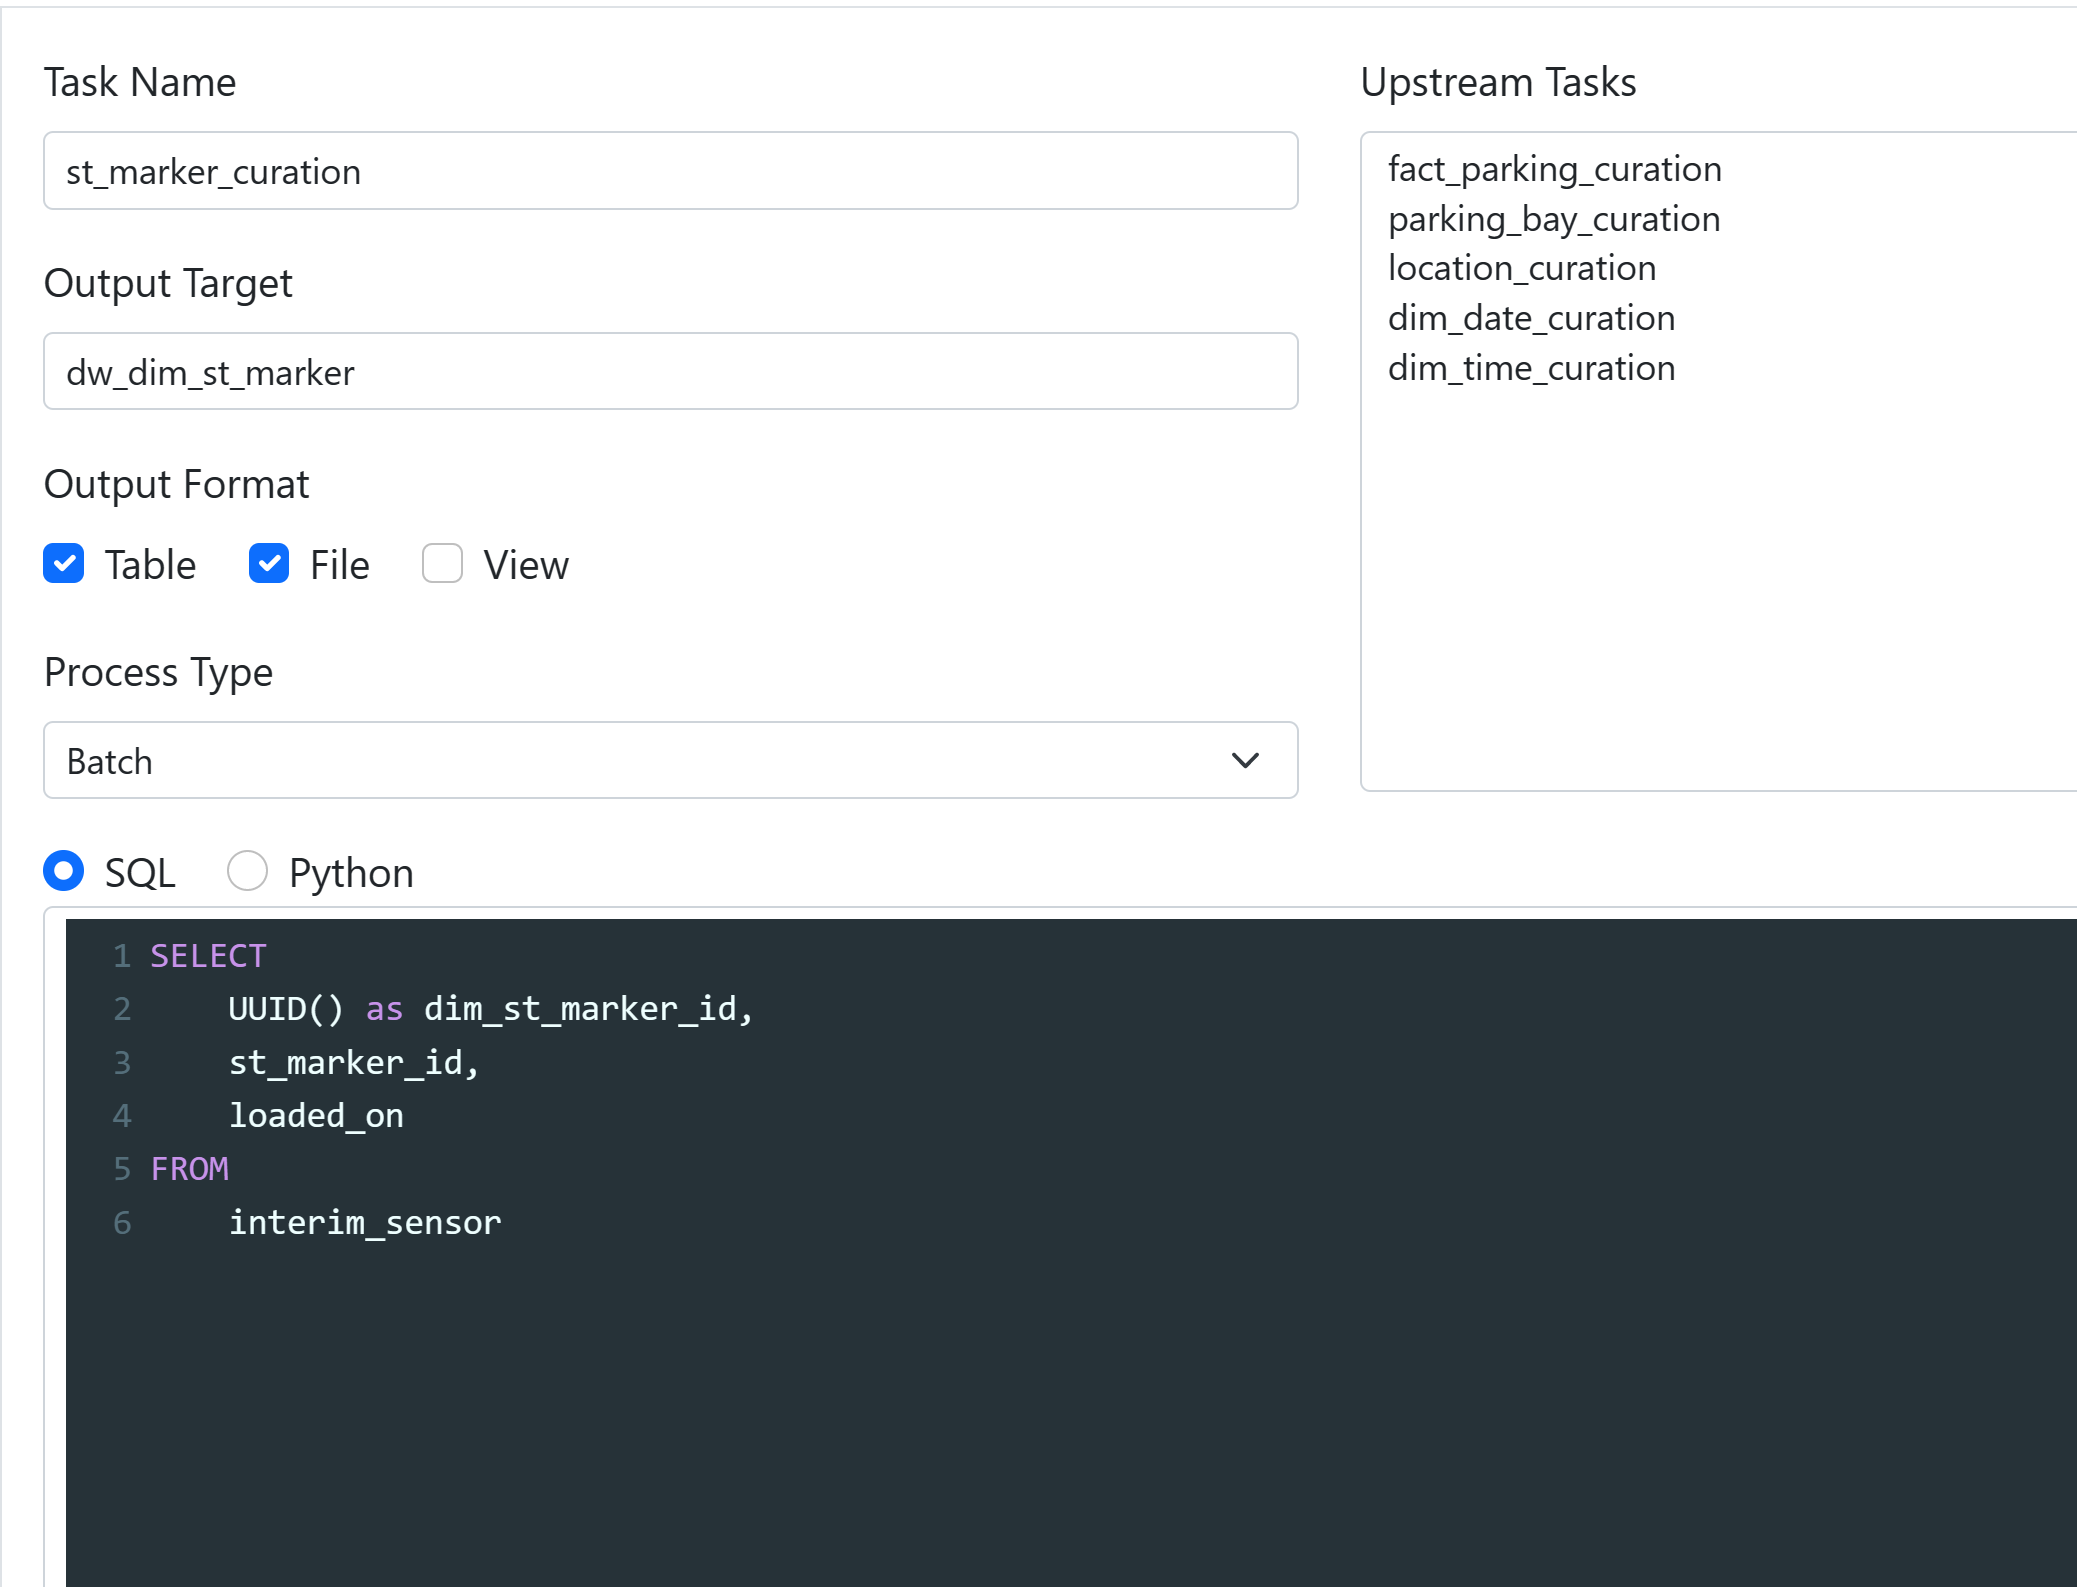 Task Name
st_marker_curation
Output Target
dw_dim_st_marker
Output Format
Table File View
Process Type
Batch
Upstream Tasks
fact_parking_curation
parking_bay_curation
location_curation
dim_date_curation
dim_time_curation
SQL Python
1 SELECT
2     UUID() as dim_st_marker_id,
3     st_marker_id,
4     loaded_on
5 FROM
6     interim_sensor